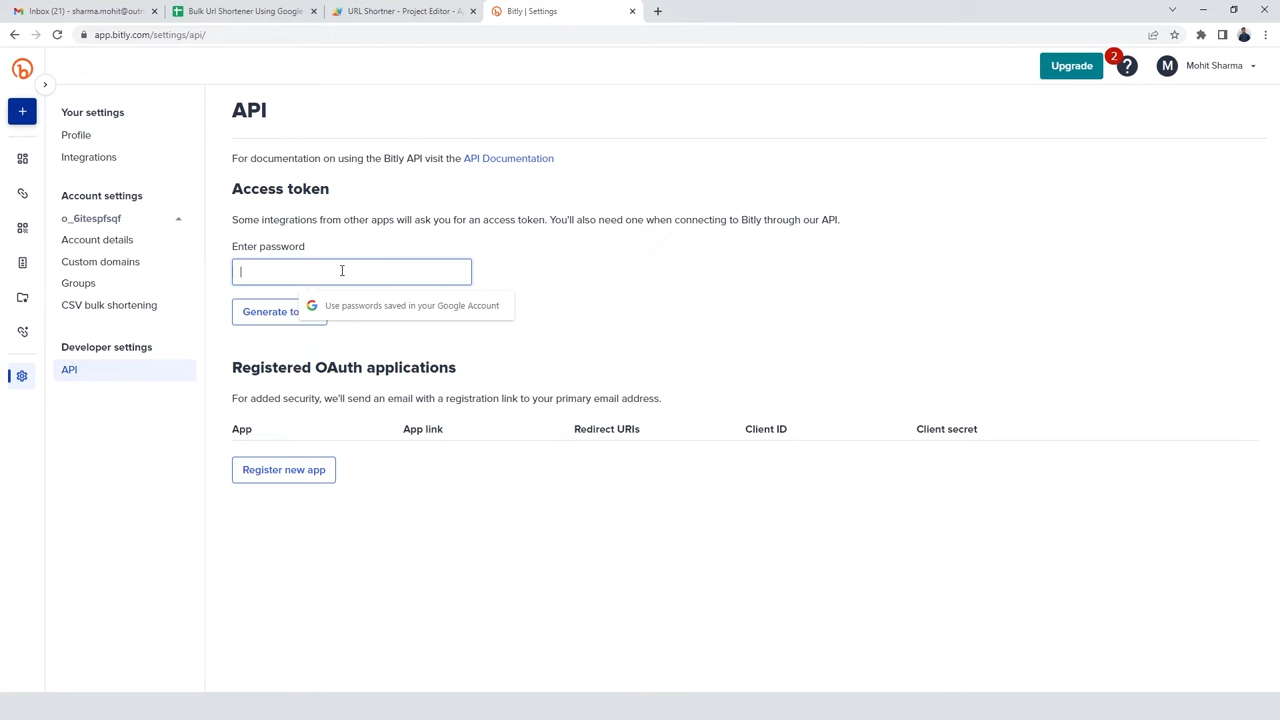 Inbox (21) - sharma.mohit@outri
Bulk Url Shortener Using Google
URL Shortner - Project Editor - A
Bitly | Settings
app.bitly.com/settings/api/
Upgrade
2
?
M
Mohit Sharma
Your settings
Profile
Integrations
Account settings
o_6itespfsqf
Account details
Custom domains
Groups
CSV bulk shortening
Developer settings
API
API
For documentation on using the Bitly API visit the API Documentation
Access token
Some integrations from other apps will ask you for an access token. You'll also need one when connecting to Bitly through our API.
Enter password
Use passwords saved in your Google Account
Generate to
Registered OAuth applications
For added security, we'll send an email with a registration link to your primary email address.
App App link Redirect URIs Client ID Client secret
Register new app